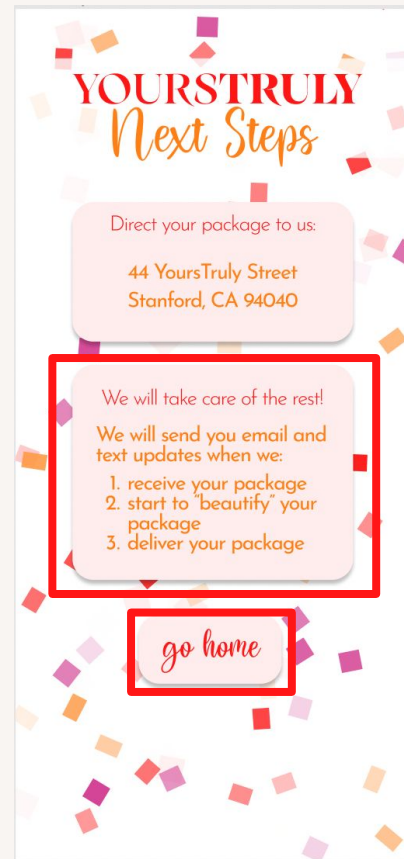 YOURSTRULY
Next Steps
Direct your package to us:
44 YoursTruly Street
Stanford, CA 94040
We will take care of the rest!
We will send you email and
text updates when we:
1. receive your package
2. start to "beautify" your
package
3. deliver your package
go home